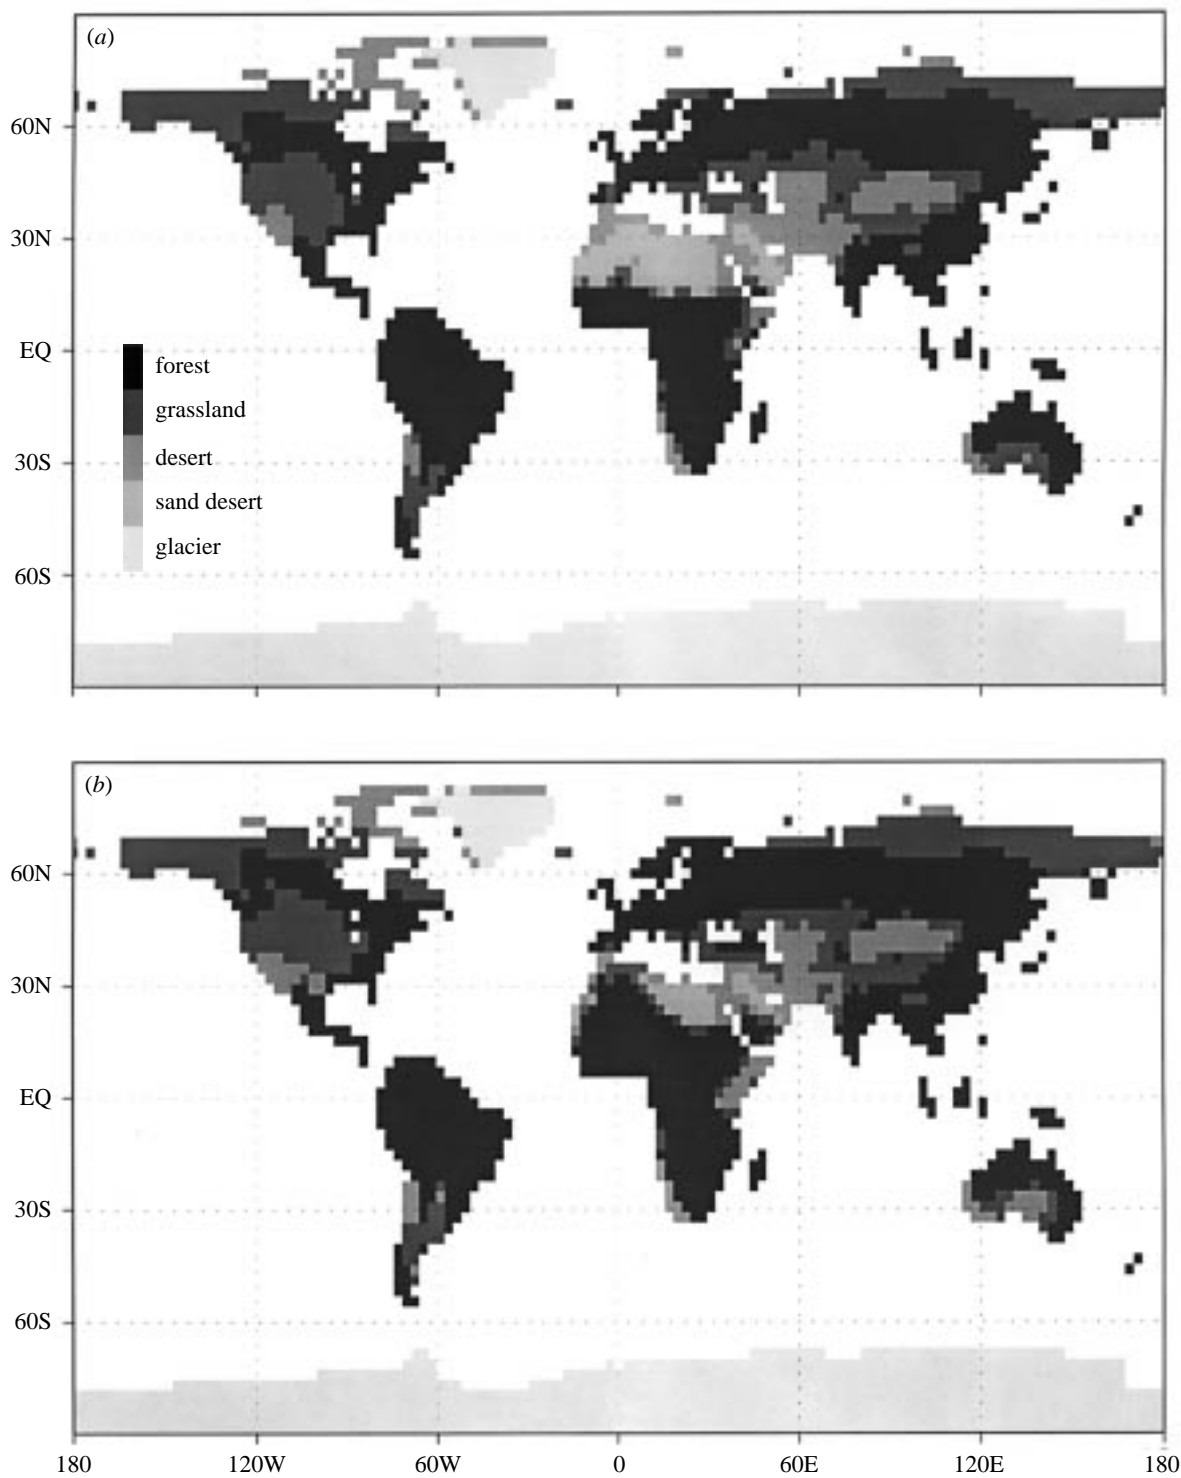 (a)
60N
30N
EQ
forest
grassland
desert
30S
sand desert
glacier
60S
(b)
60N
30N
EQ
30S
60S
180
120W
60W
0
60E
120E
180